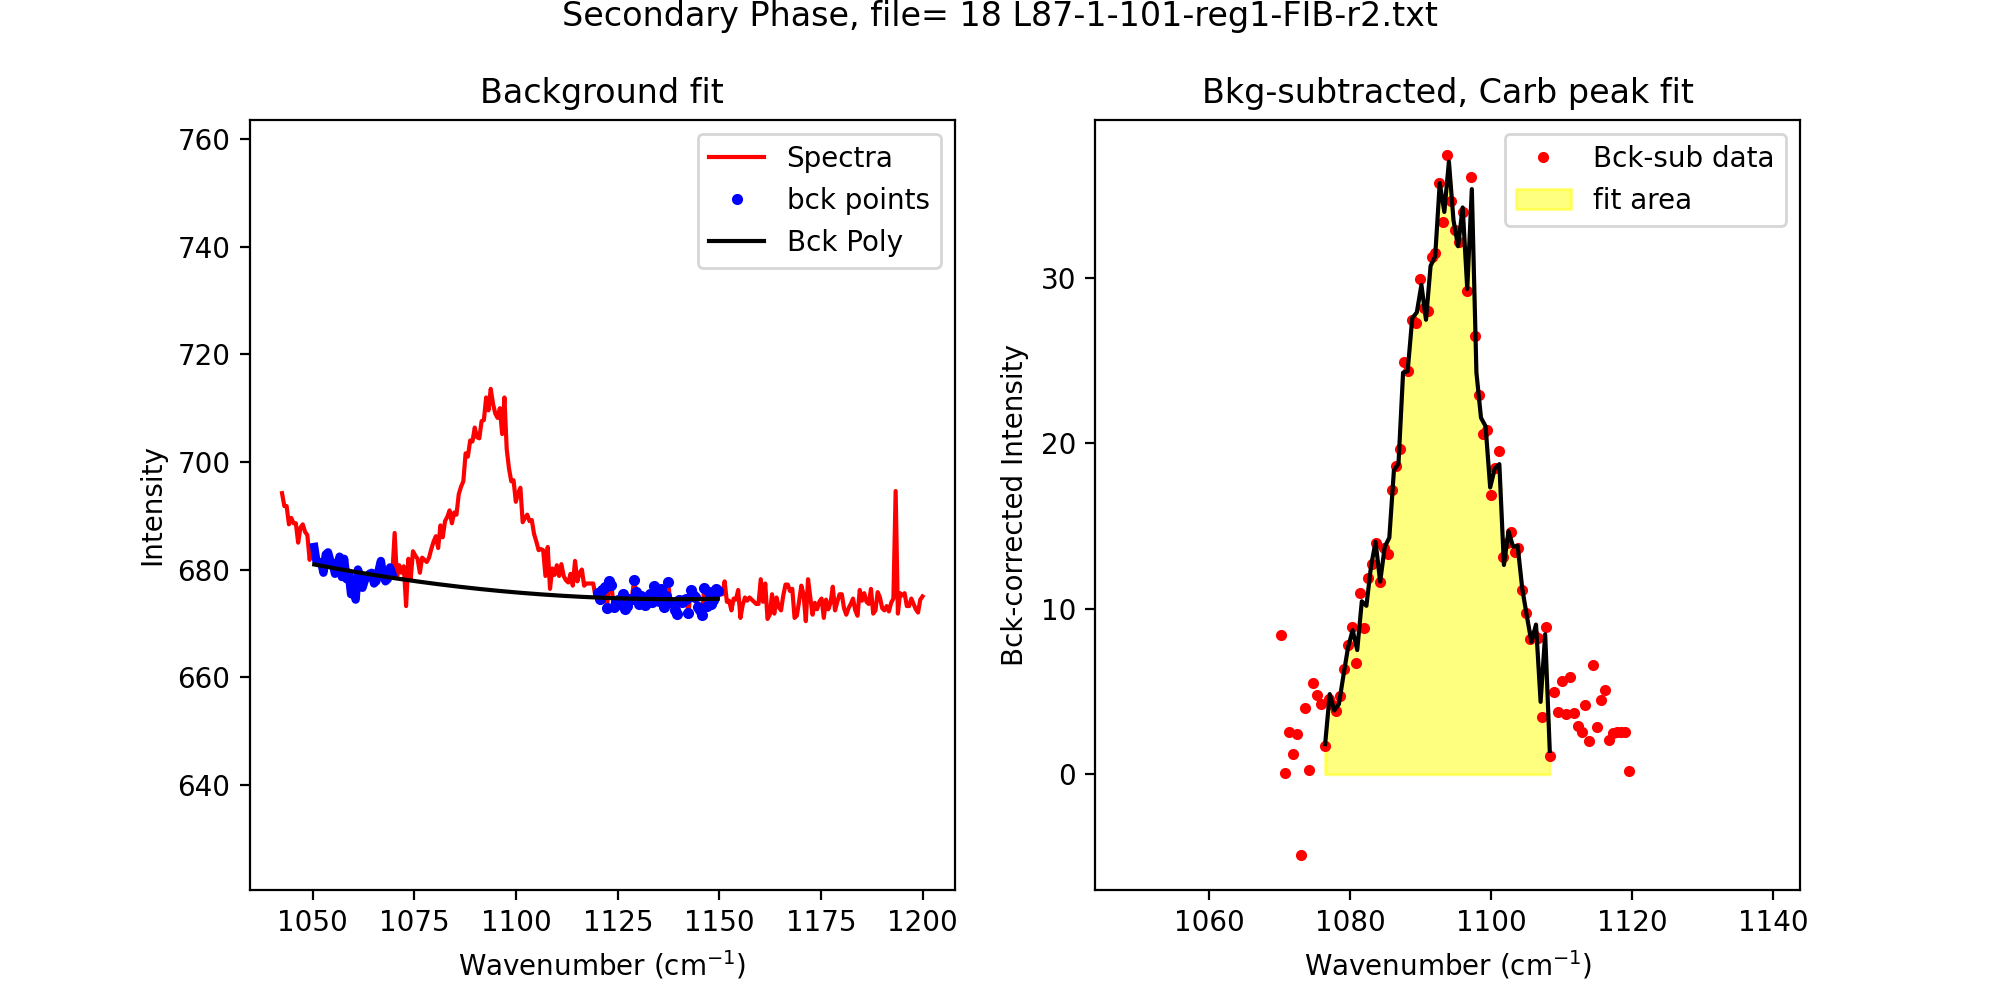 Secondary Phase, file= 18 L87-1-101-reg1-FIB-r2.txt
Background fit
760
740
720
700
680
660
640
Intensity
Spectra
bck points
Bck Poly
1050 1075 1100 1125 1150 1175 1200
Wavenumber (cm⁻¹)
Bkg-subtracted, Carb peak fit
30
20
10
0
Bck-corrected Intensity
Bck-sub data
fit area
1060 1080 1100 1120 1140
Wavenumber (cm⁻¹)